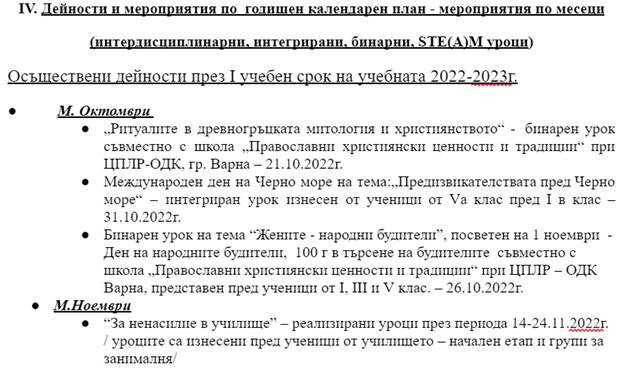 IV. Дейности и мероприятия по годишен календарен план - мероприятия по месеци
(интердисциплинарни, интегрирани, бинарни, STE(A)M уроци)
Осъществени дейности през I учебен срок на учебната 2022-2023г.
● М. Октомври
● „Ритуалите в древногръцката митология и християнството“ - бинарен урок
съвместно с школа „Православни християнски ценности и традиции“ при
ЦПЛР-ОДК, гр. Варна – 21.10.2022г.
● Международен ден на Черно море на тема:„Предизвикателствата пред Черно
море“ – интегриран урок изнесен от ученици от Va клас пред I в клас –
31.10.2022г.
● Бинарен урок на тема “Жените - народни будители”, посветен на 1 ноември -
Ден на народните будители, 100 г в търсене на будителите съвместно с
школа „Православни християнски ценности и традиции“ при ЦПЛР – ОДК
Варна, представен пред ученици от I, III и V клас. – 26.10.2022г.
● М.Ноември
● “За ненасилие в училище” – реализирани уроци през периода 14-24.11.2022г.
/ уроците са изнесени пред ученици от училището – начален етап и групи за
занималня/